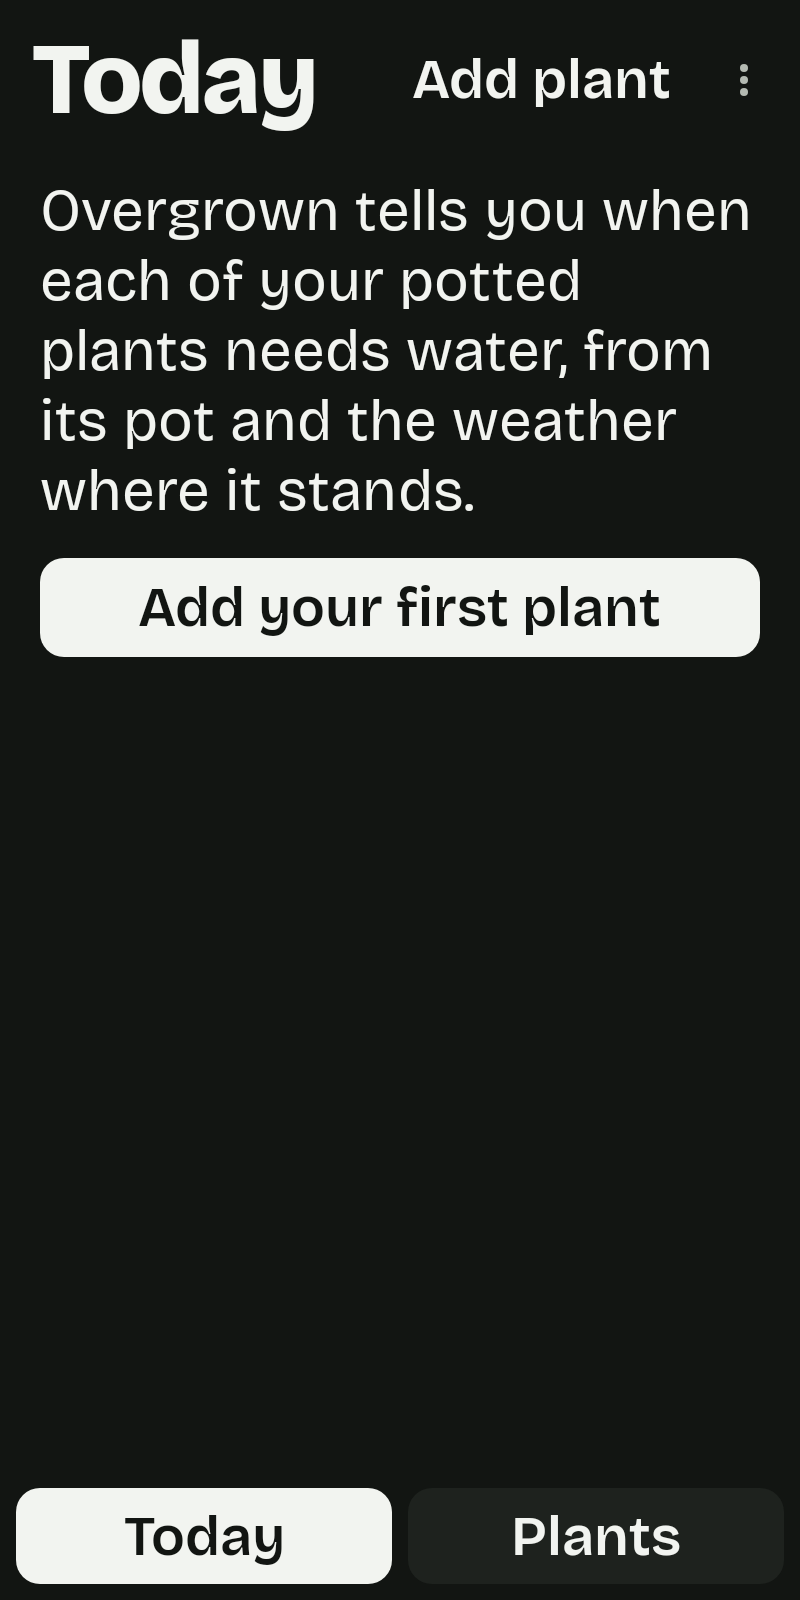 Today
Add plant
Overgrown tells you when
each of your potted
plants needs water, from
its pot and the weather
where it stands.
Add your first plant
Today
Plants